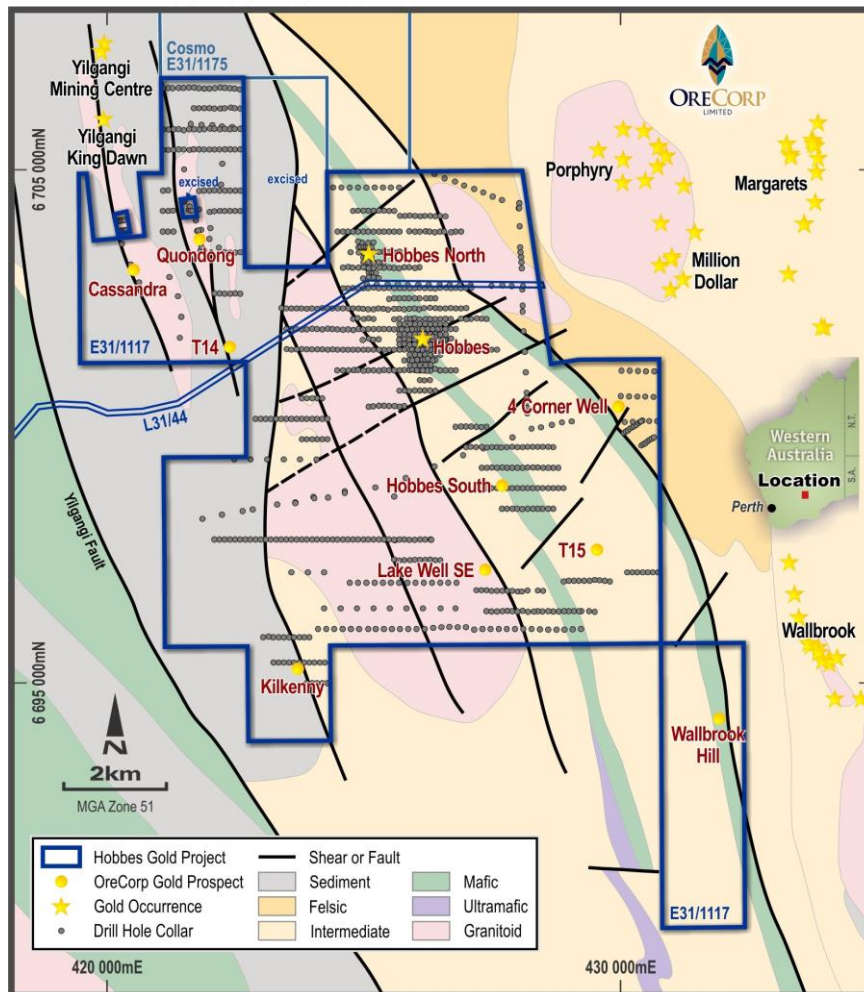 Cosmo
E31/1175
ORECORP
LIMITED
Yilgangi
Mining Centre
Yilgangi
King Dawn
6 705 000mN
excised
excised
Porphyry
Margarets
Quondong
Hobbes North
Million
Dollar
Cassandra
E31/1117
T14
Hobbes
L31/44
4 Corner Well
Western
Australia
N.T.
S.A.
Location
Perth
Hobbes South
Yilgangi Fault
T15
Lake Well SE
Wallbrook
Kilkenny
6 695 000mN
Wallbrook
Hill
N
2km
MGA Zone 51
Hobbes Gold Project
Shear or Fault
OreCorp Gold Prospect
Sediment
Mafic
Gold Occurrence
Felsic
Ultramafic
Drill Hole Collar
Intermediate
Granitoid
E31/1117
420 000mE
430 000mE